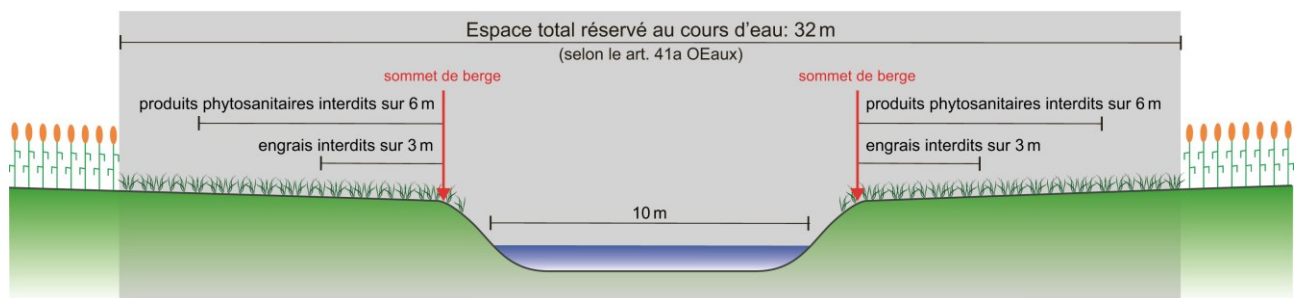 Espace total réservé au cours d'eau: 32 m
(selon le art. 41a OEaux)
sommet de berge
sommet de berge
produits phytosanitaires interdits sur 6 m
produits phytosanitaires interdits sur 6 m
engrais interdits sur 3 m
engrais interdits sur 3 m
10 m